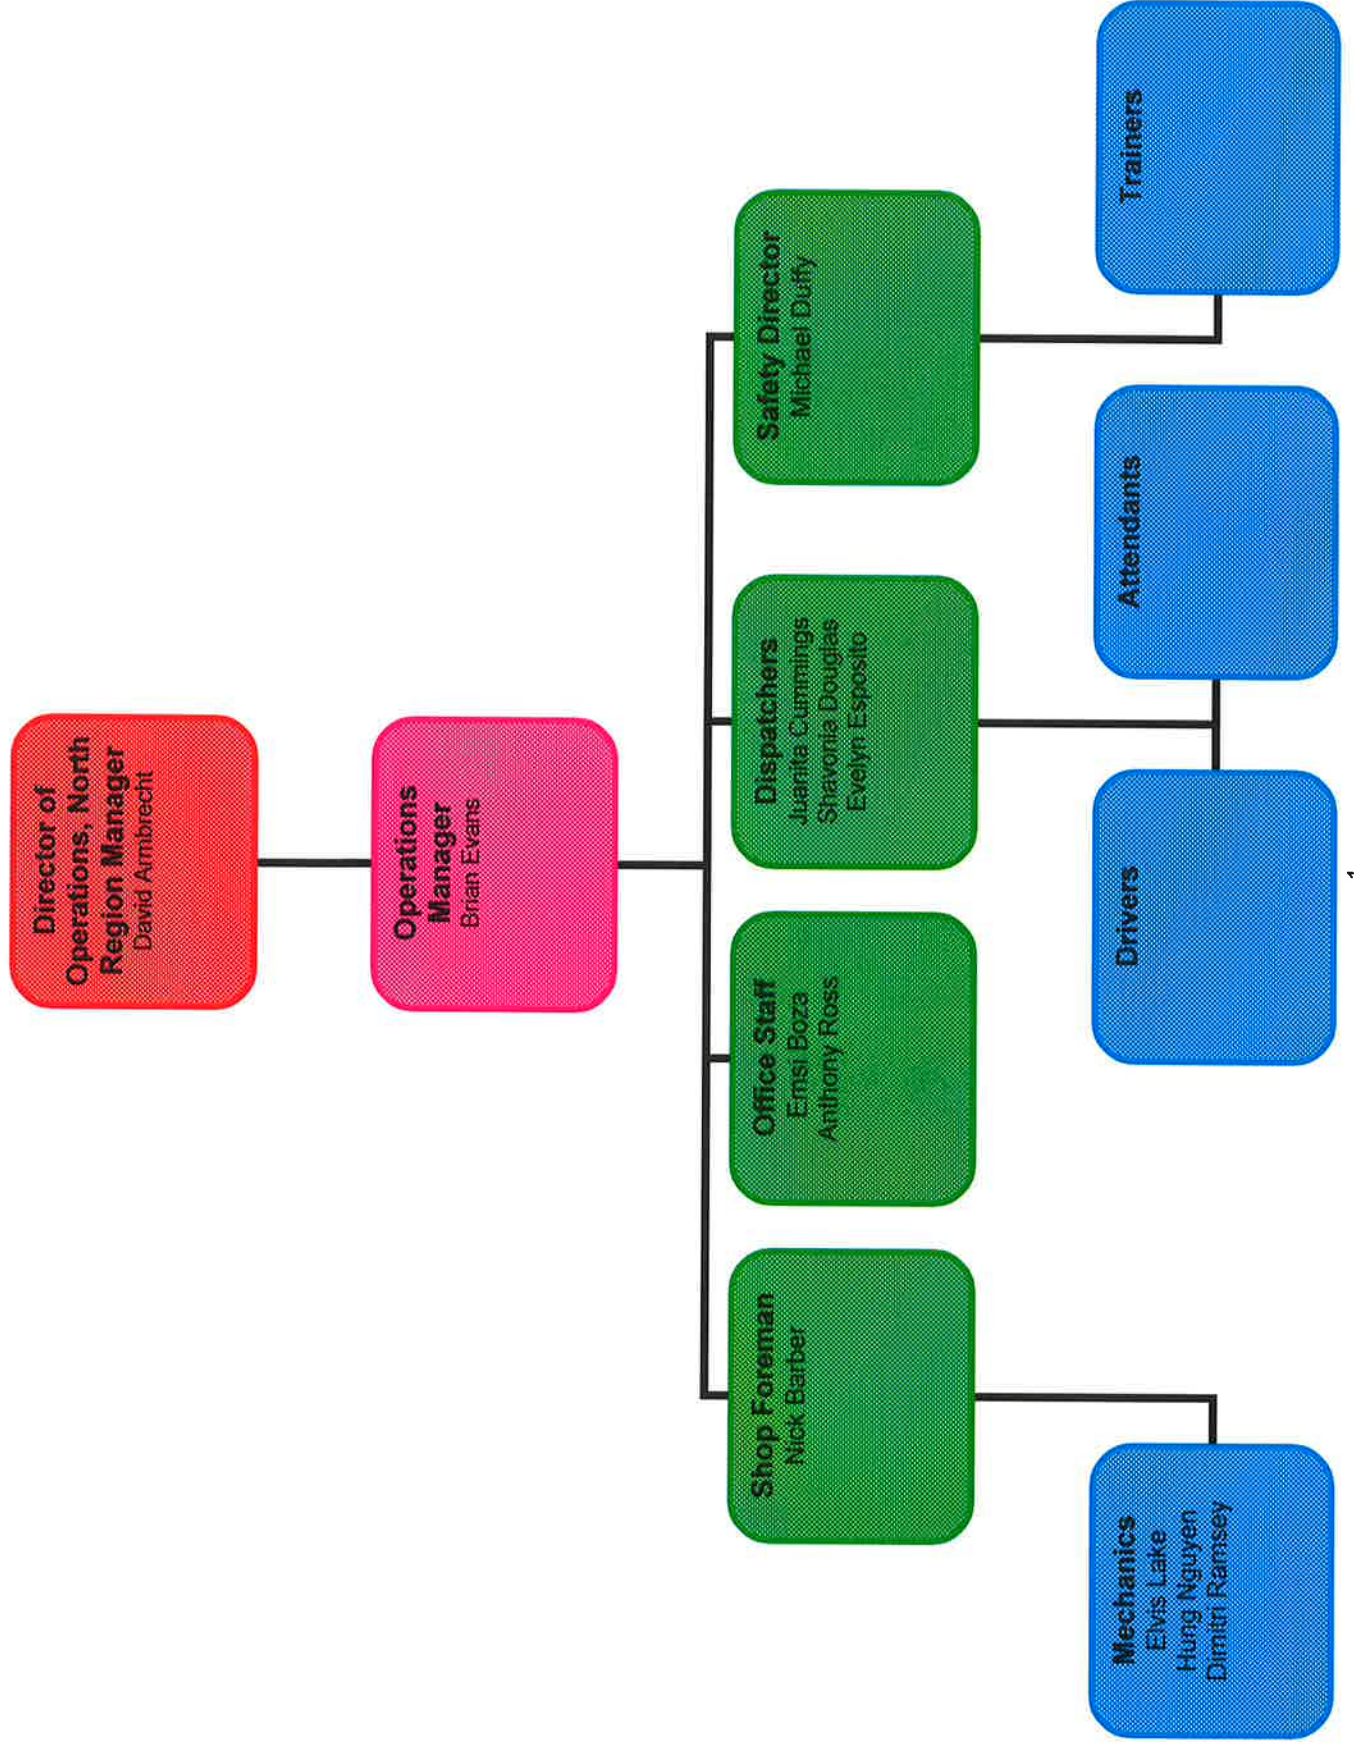 Director of
Operations, North
Region Manager
David Armbrecht
Operations
Manager
Brian Evans
Shop Foreman
Nick Barber
Office Staff
Emsi Boza
Anthony Ross
Dispatchers
Juanita Cummings
Shavonia Douglas
Evelyn Esposito
Safety Director
Michael Duffy
Mechanics
Elvis Lake
Hung Nguyen
Dimitri Ramsey
Drivers
Attendants
Trainers